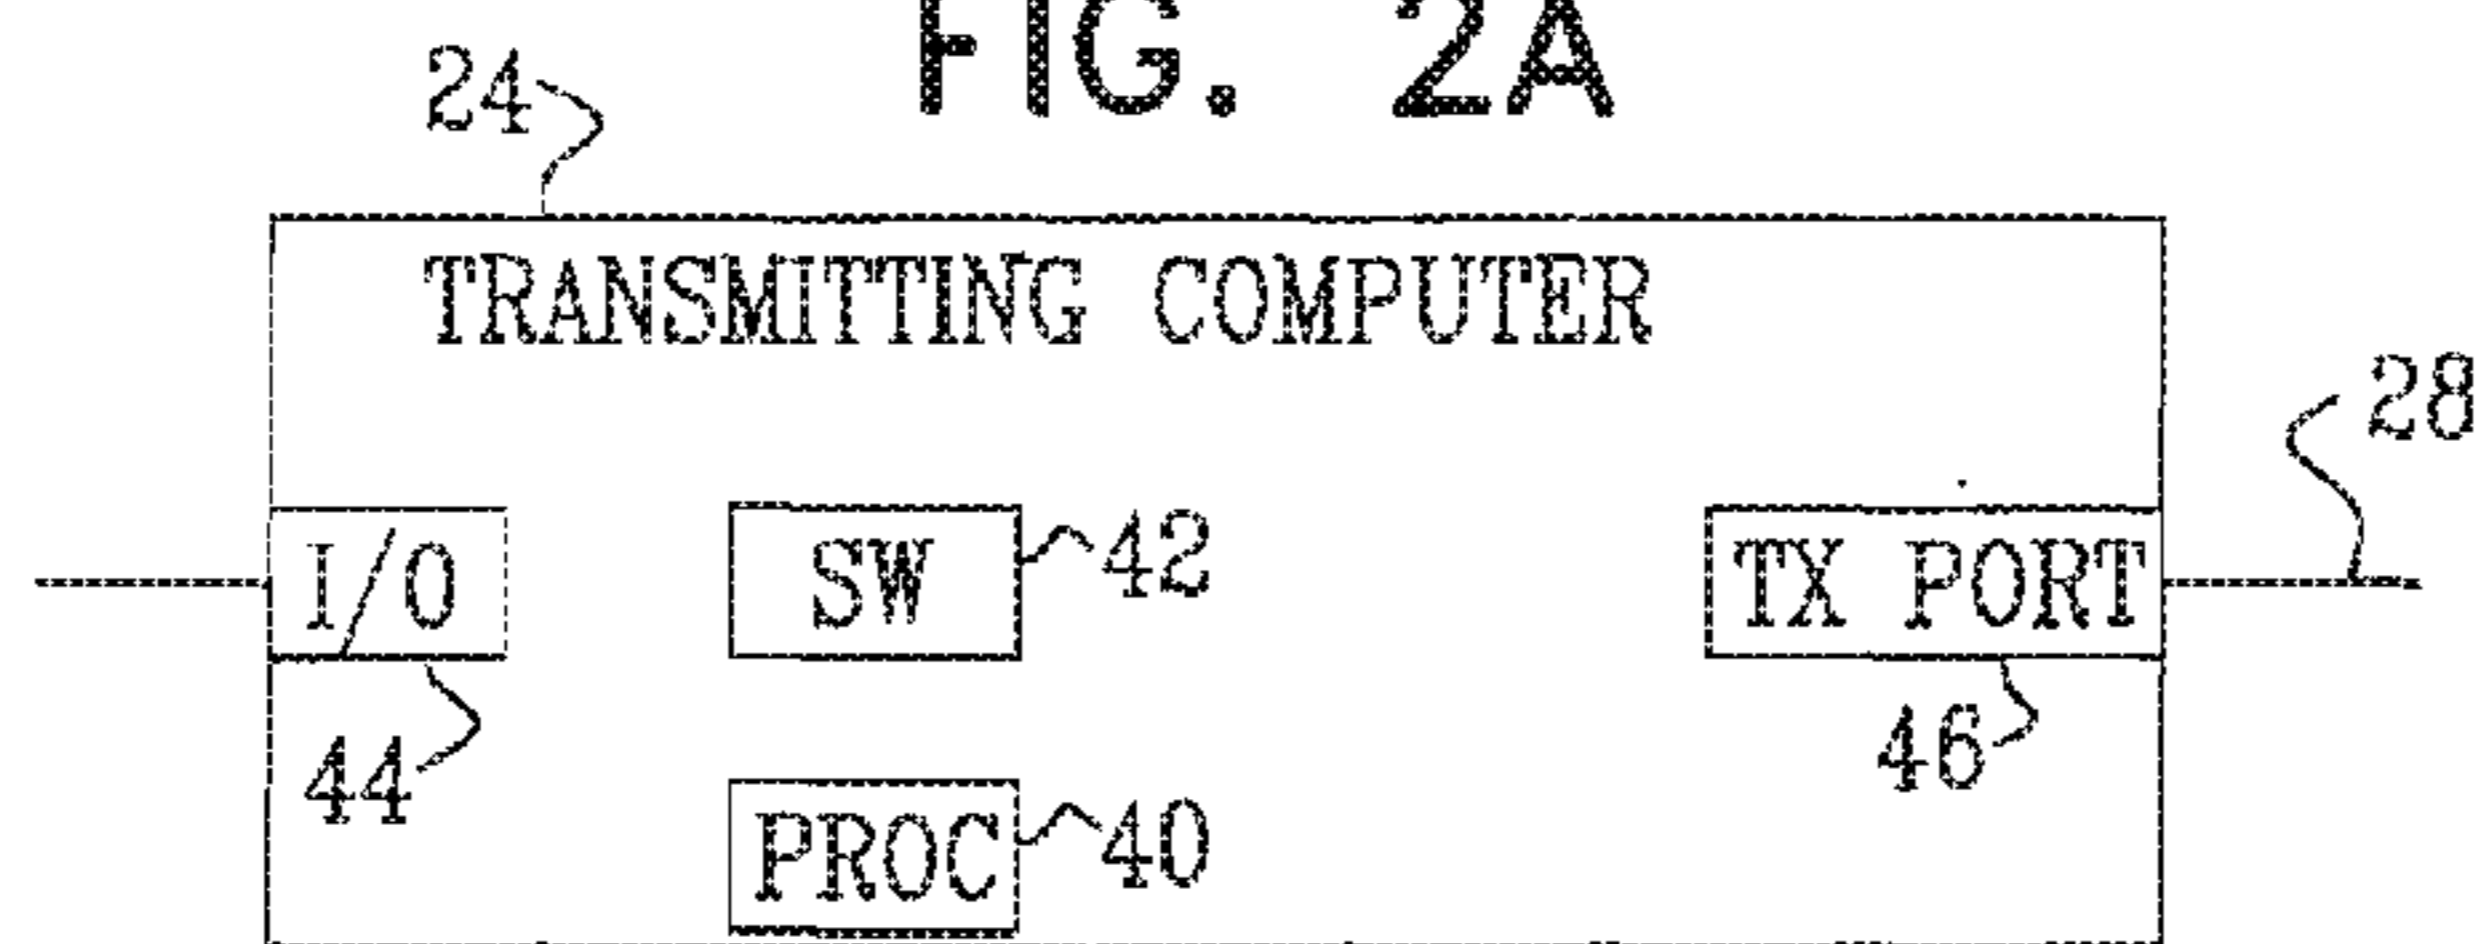 FIG. 2A
24
TRANSMITTING COMPUTER
28
I/O
SW
42
TX PORT
44
46
PROC
40